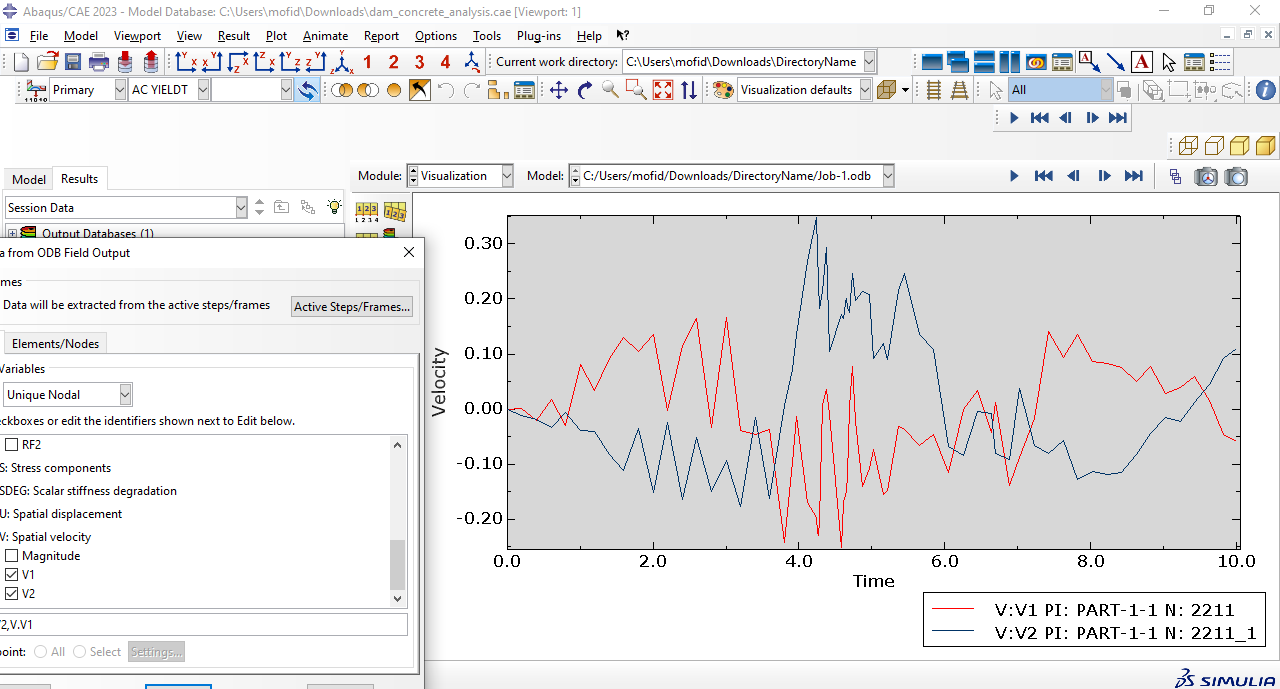 Abaqus/CAE 2023 - Model Database: C:\Users\mofid\Downloads\dam_concrete_analysis.cae [Viewport: 1]
File Model Viewport View Result Plot Animate Report Options Tools Plug-ins Help
1 2 3 4 Current work directory: C:\Users\mofid\Downloads\DirectoryName
Primary AC YIELDT Visualization defaults All
Model Results
Module: Visualization Model: C:/Users/mofid/Downloads/DirectoryName/Job-1.odb
Session Data
Output Databases (1)
a from ODB Field Output
mes
Data will be extracted from the active steps/frames Active Steps/Frames...
Elements/Nodes
Variables
Unique Nodal
eckboxes or edit the identifiers shown next to Edit below.
RF2
S: Stress components
SDEG: Scalar stiffness degradation
U: Spatial displacement
V: Spatial velocity
Magnitude
V1
V2
2,V.V1
point: All Select Settings...
0.30
0.20
0.10
0.00
-0.10
-0.20
Velocity
0.0 2.0 4.0 6.0 8.0 10.0
Time
V:V1 PI: PART-1-1 N: 2211
V:V2 PI: PART-1-1 N: 2211_1
SIMULIA